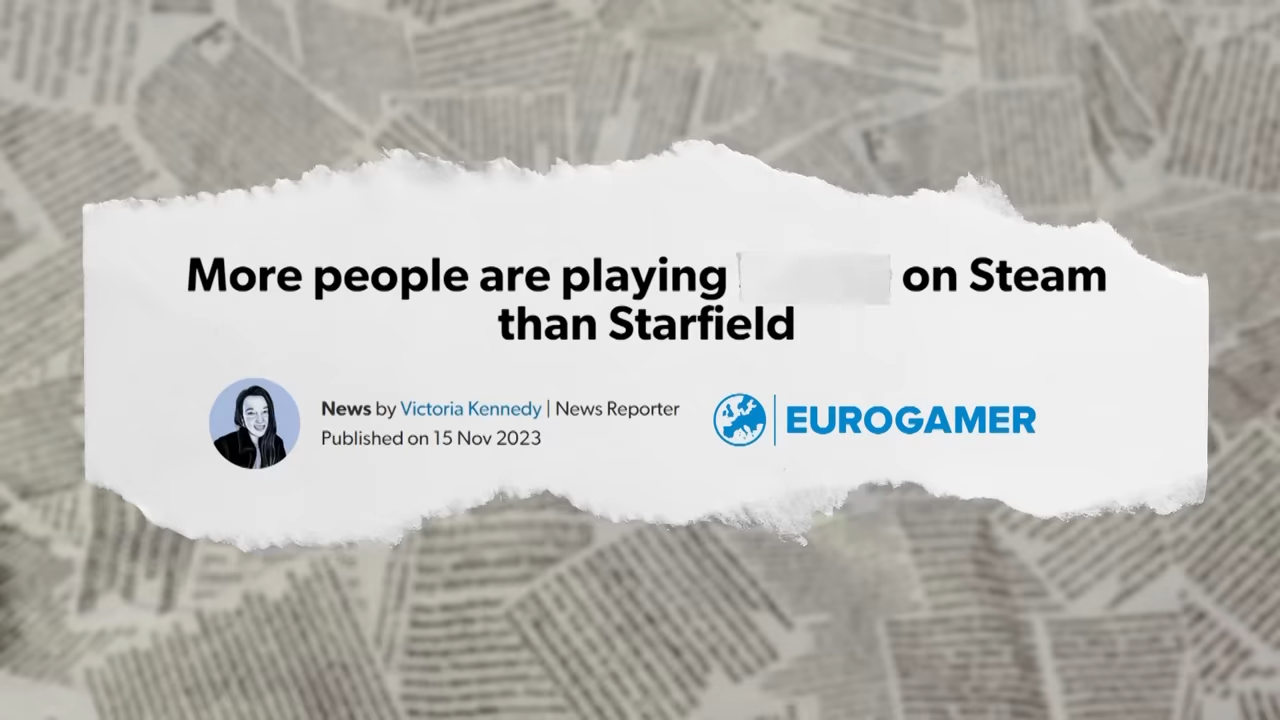 More people are playing on Steam
than Starfield
News by Victoria Kennedy | News Reporter
Published on 15 Nov 2023
EUROGAMER